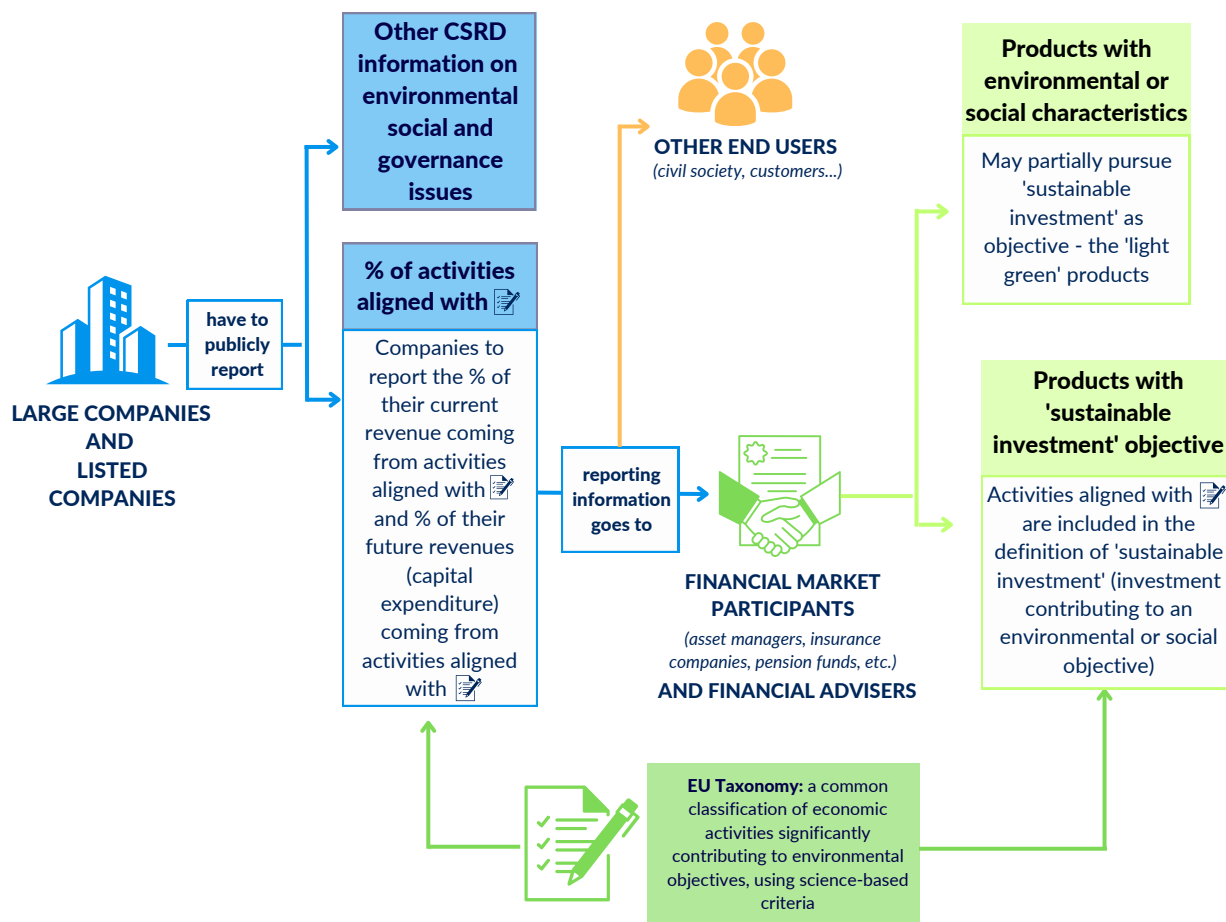 Other CSRD
information on
environmental
social and
governance
issues
OTHER END USERS
(civil society, customers...)
Products with
environmental or
social characteristics
May partially pursue
'sustainable
investment' as
objective - the 'light
green' products
% of activities
aligned with
have to
publicly
report
LARGE COMPANIES
AND
LISTED
COMPANIES
Companies to
report the % of
their current
revenue coming
from activities
aligned with
and % of their
future revenues
(capital
expenditure)
coming from
activities aligned
with
reporting
information
goes to
FINANCIAL MARKET
PARTICIPANTS
(asset managers, insurance
companies, pension funds, etc.)
AND FINANCIAL ADVISERS
Products with
'sustainable
investment' objective
Activities aligned with
are included in the
definition of 'sustainable
investment' (investment
contributing to an
environmental or social
objective)
EU Taxonomy: a common
classification of economic
activities significantly
contributing to environmental
objectives, using science-based
criteria